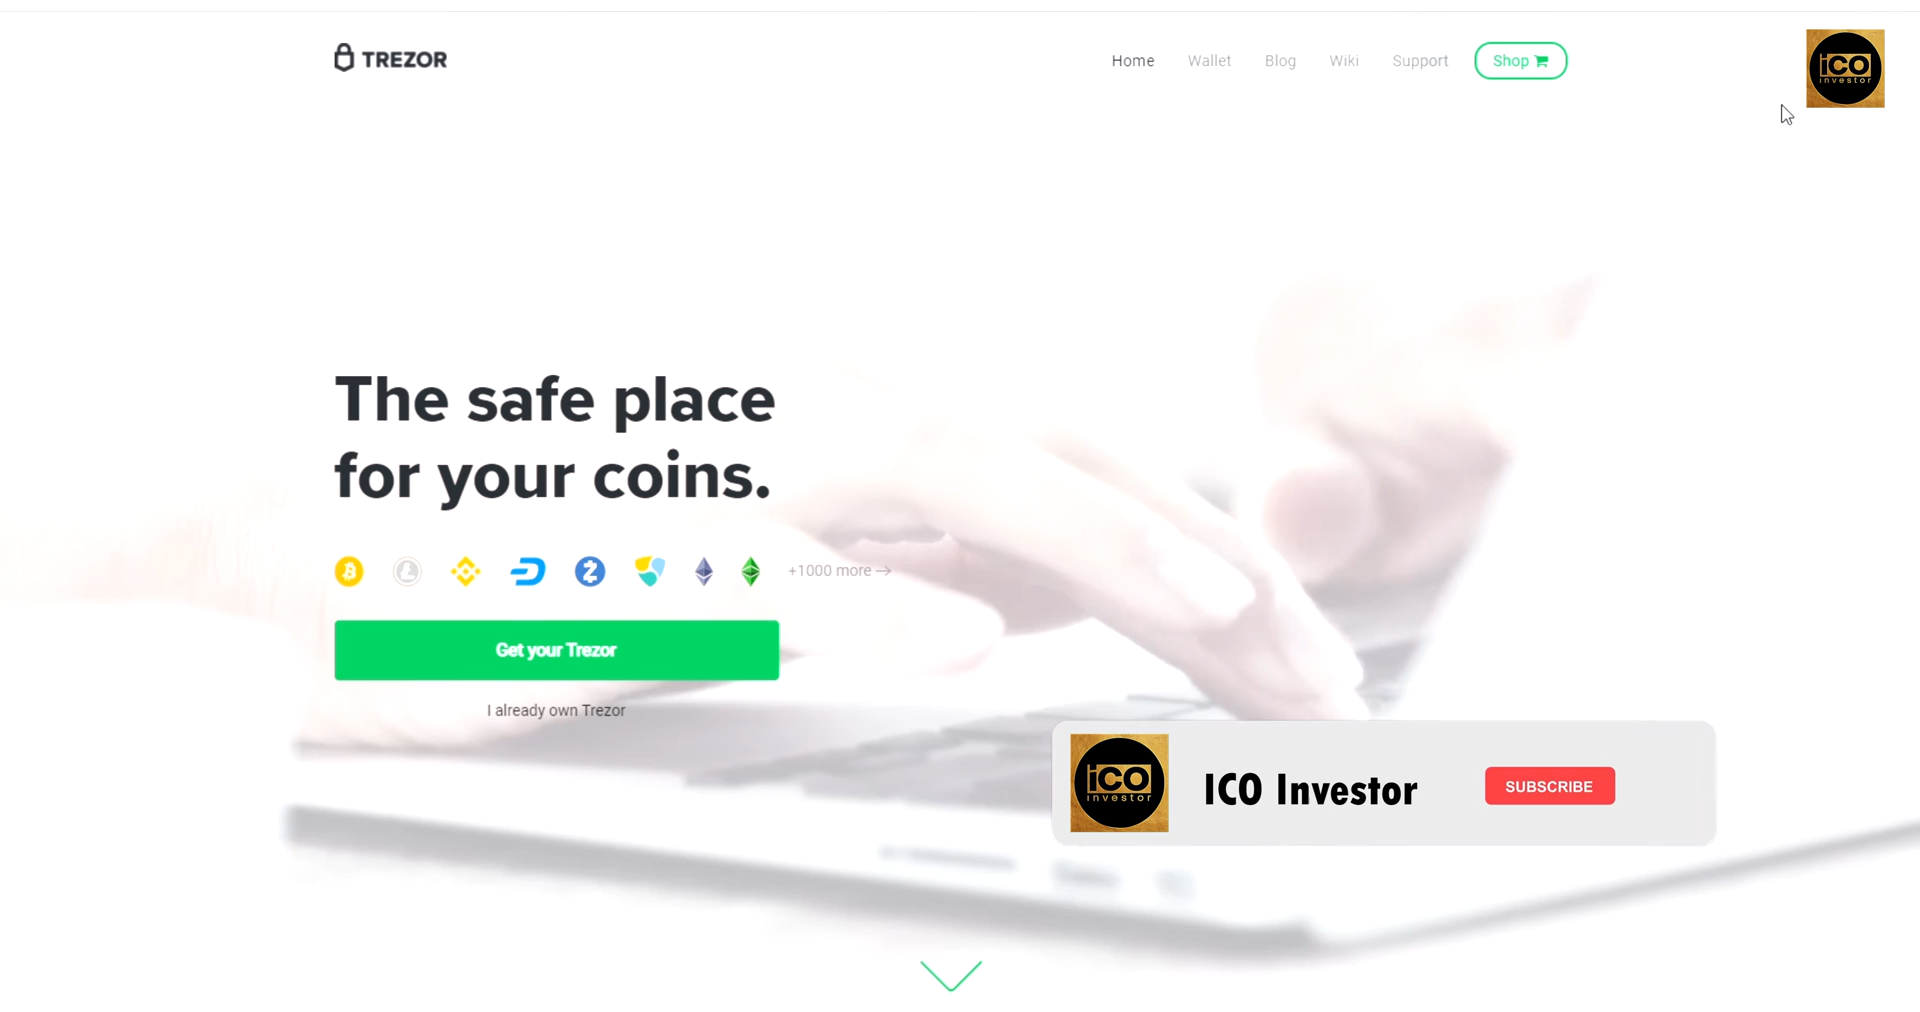 TREZOR
Home Wallet Blog Wiki Support Shop
ico
investor
The safe place
for your coins.
+1000 more →
Get your Trezor
I already own Trezor
ico
investor
ICO Investor
SUBSCRIBE